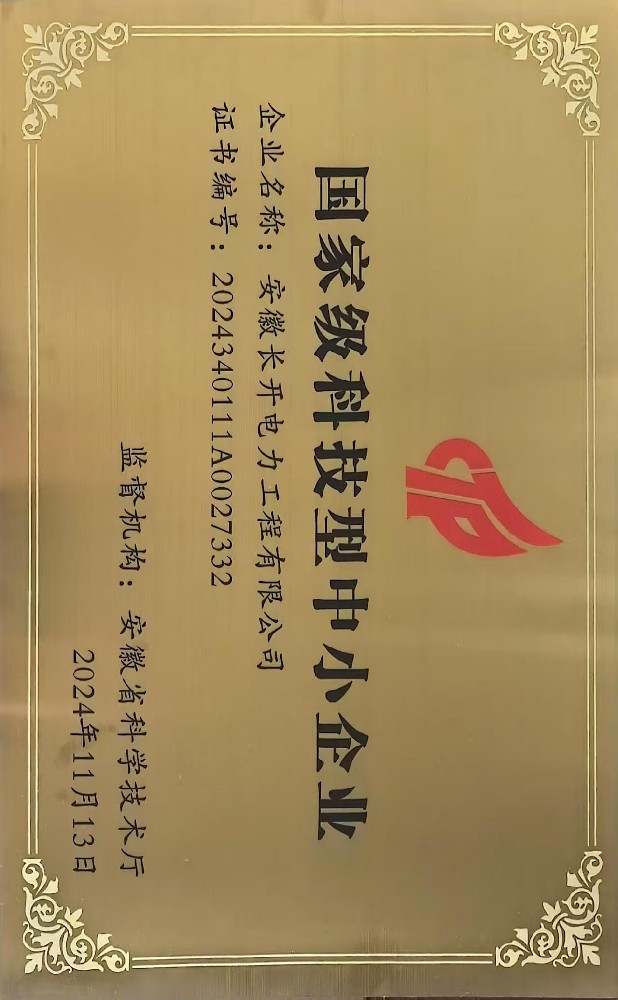 国家级科技型中小企业
企业名称：安徽长开电力工程有限公司
证书编号：2024340111A0027332
监督机构：安徽省科学技术厅
2024年11月13日